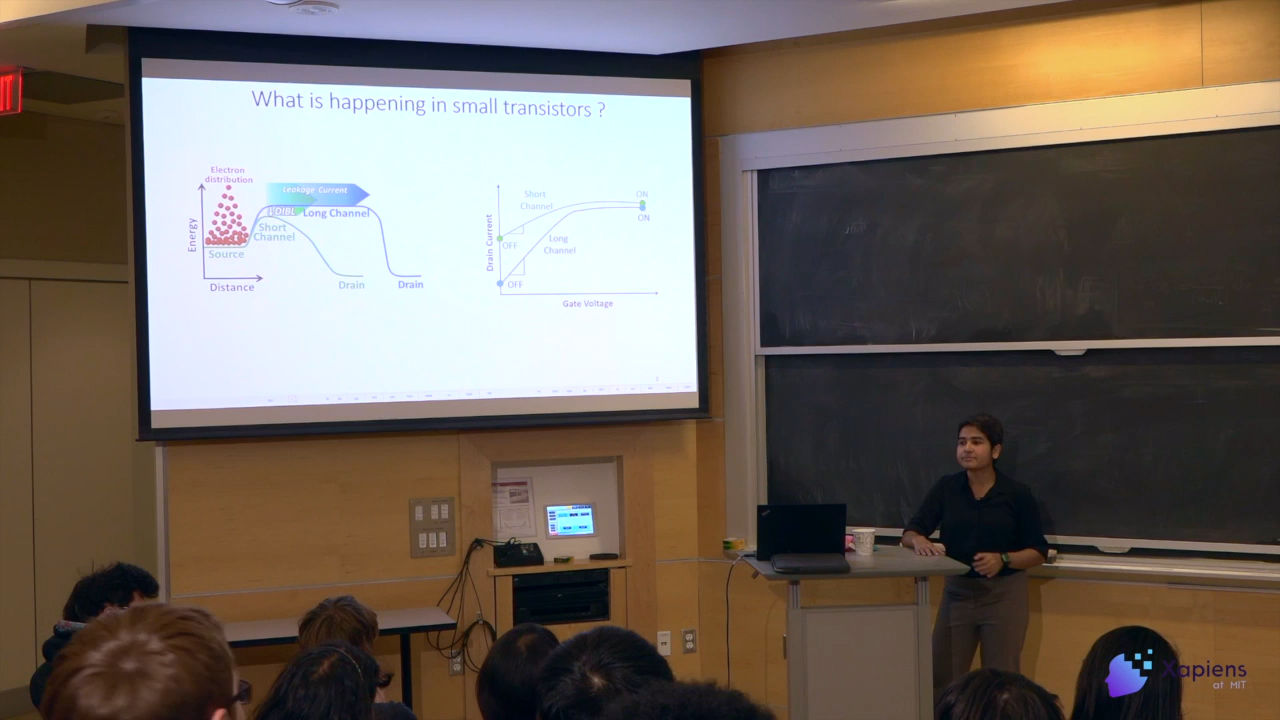 What is happening in small transistors ?
Electron
distribution
Leakage Current
DIBL
Long Channel
Short
Channel
Energy
Source
Distance
Drain
Drain
Drain Current
Short
Channel
ON
ON
OFF
Long
Channel
OFF
Gate Voltage
Xapiens
at MIT